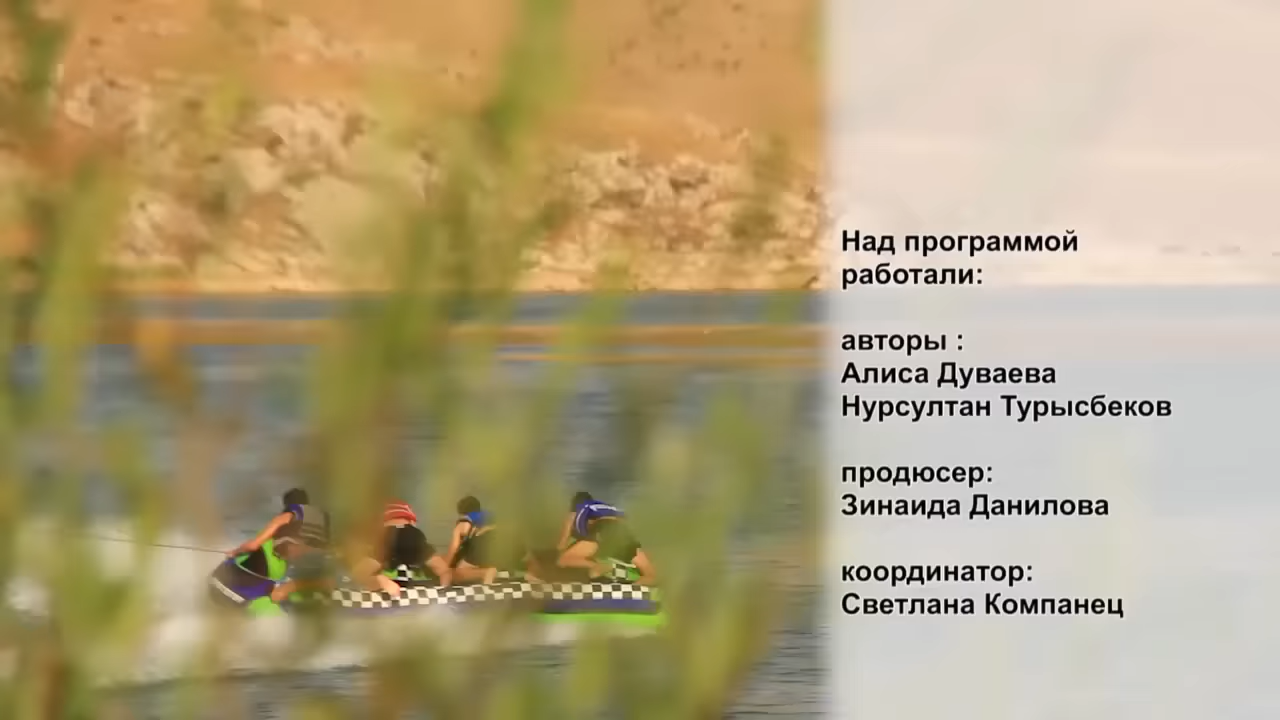 Над программой
работали:
авторы :
Алиса Дуваева
Нурсултан Турысбеков
продюсер:
Зинаида Данилова
координатор:
Светлана Компанец